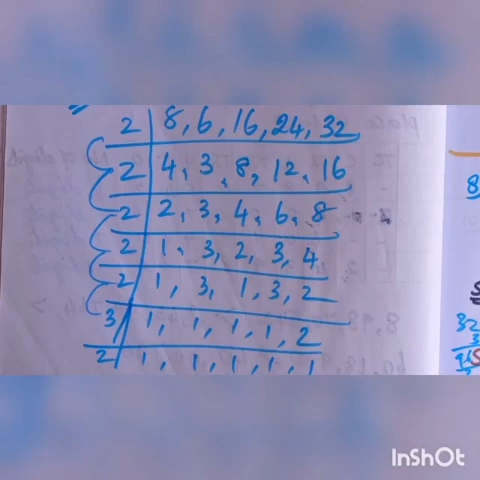 2 | 8, 6, 16, 24, 32
2 | 4, 3, 8, 12, 16
2 | 2, 3, 4, 6, 8
2 | 1, 3, 2, 3, 4
2 | 1, 3, 1, 3, 2
3 | 1, 1, 1, 1, 2
2 | 1, 1, 1, 1, 1
8
32
InShOt